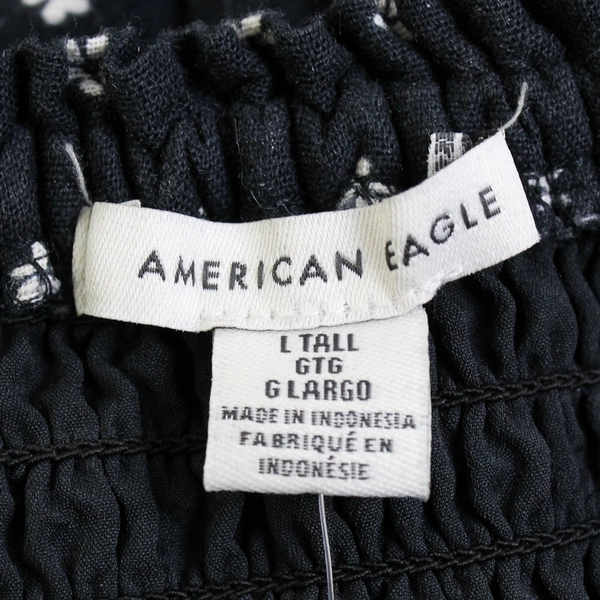 AMERICAN EAGLE
L TALL
GTG
G LARGO
MADE IN INDONESIA
FABRIQUÉ EN
INDONÉSIE